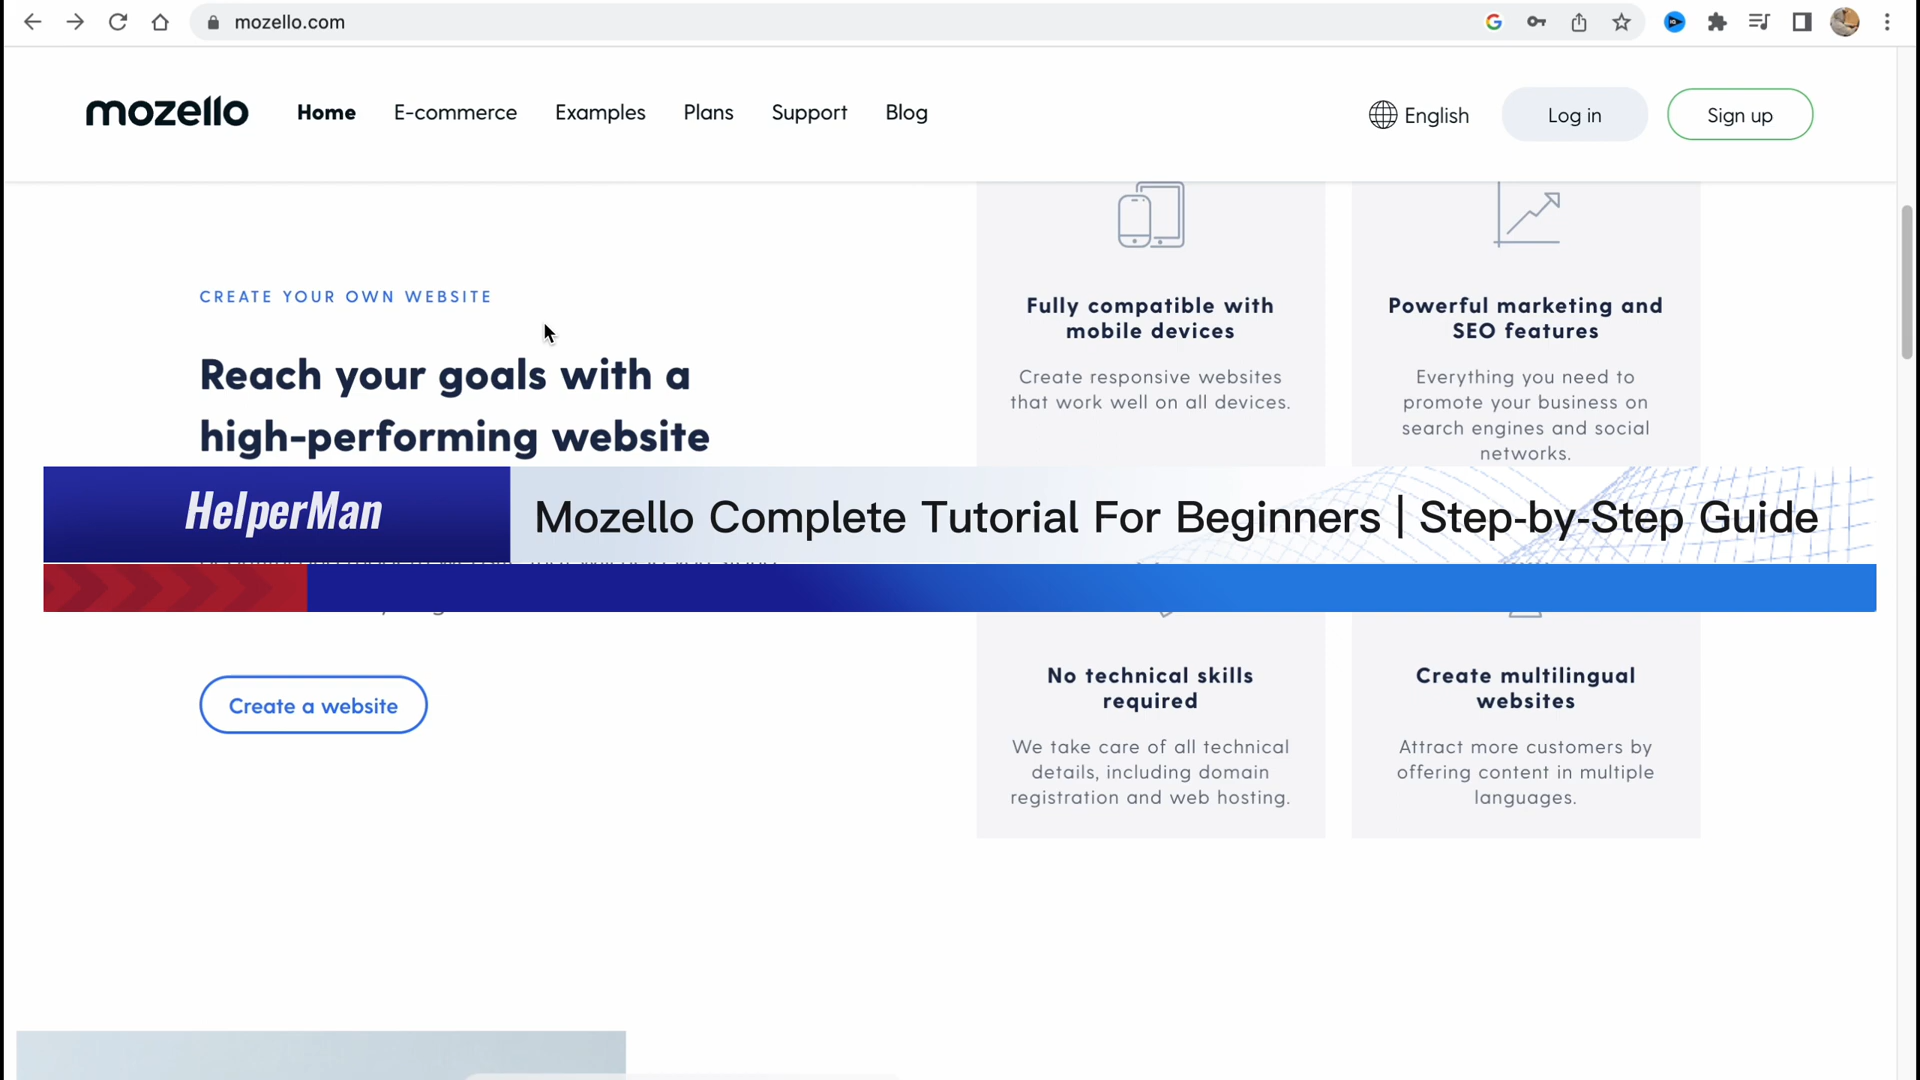 mozello.com
mozello
Home
E-commerce
Examples
Plans
Support
Blog
English
Log in
Sign up
CREATE YOUR OWN WEBSITE
Reach your goals with a
high-performing website
Fully compatible with
mobile devices
Create responsive websites
that work well on all devices.
Powerful marketing and
SEO features
Everything you need to
promote your business on
search engines and social
networks.
HelperMan
Mozello Complete Tutorial For Beginners | Step-by-Step Guide
Create a website
No technical skills
required
We take care of all technical
details, including domain
registration and web hosting.
Create multilingual
websites
Attract more customers by
offering content in multiple
languages.